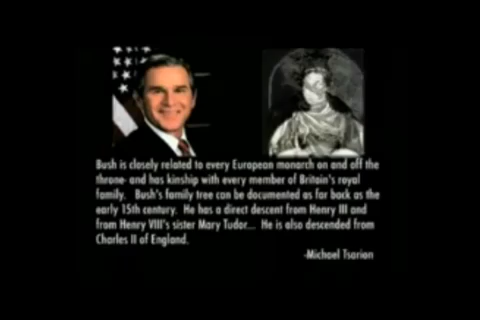 Bush is closely related to every European monarch on and off the
throne- and has kinship with every member of Britain's royal
family. Bush's family tree can be documented as far back as the
early 15th century. He has a direct descent from Henry III and
from Henry VIII's sister Mary Tudor... He is also descended from
Charles II of England.
-Michael Tsarion